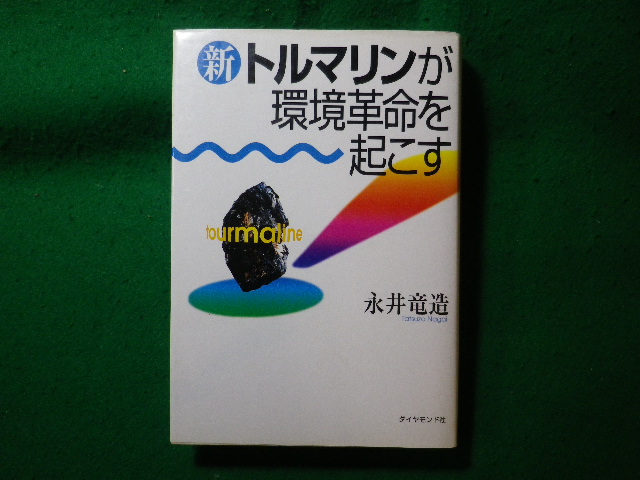 新トルマリンが
環境革命を
起こす
tourmaline
永井竜造
Tatsuzo Nagai
ダイヤモンド社